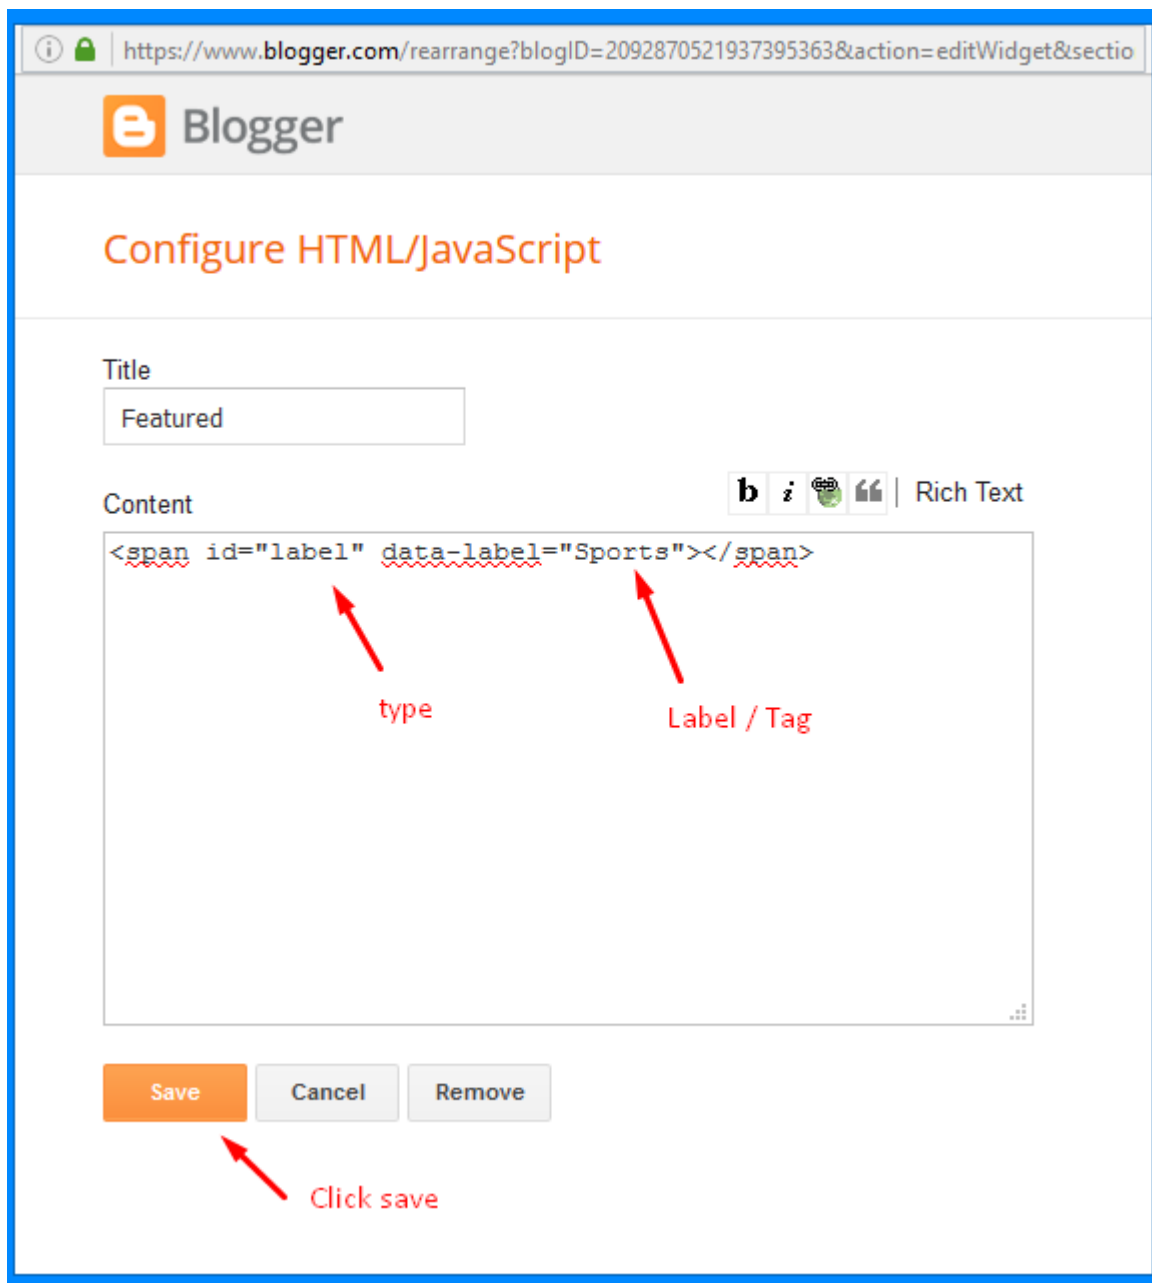 https://www.blogger.com/rearrange?blogID=2092870521937395363&action=editWidget&sectio
Blogger
Configure HTML/JavaScript
Title
Featured
Content
b i | Rich Text
<span id="label" data-label="Sports"></span>
type
Label / Tag
Save Cancel Remove
Click save